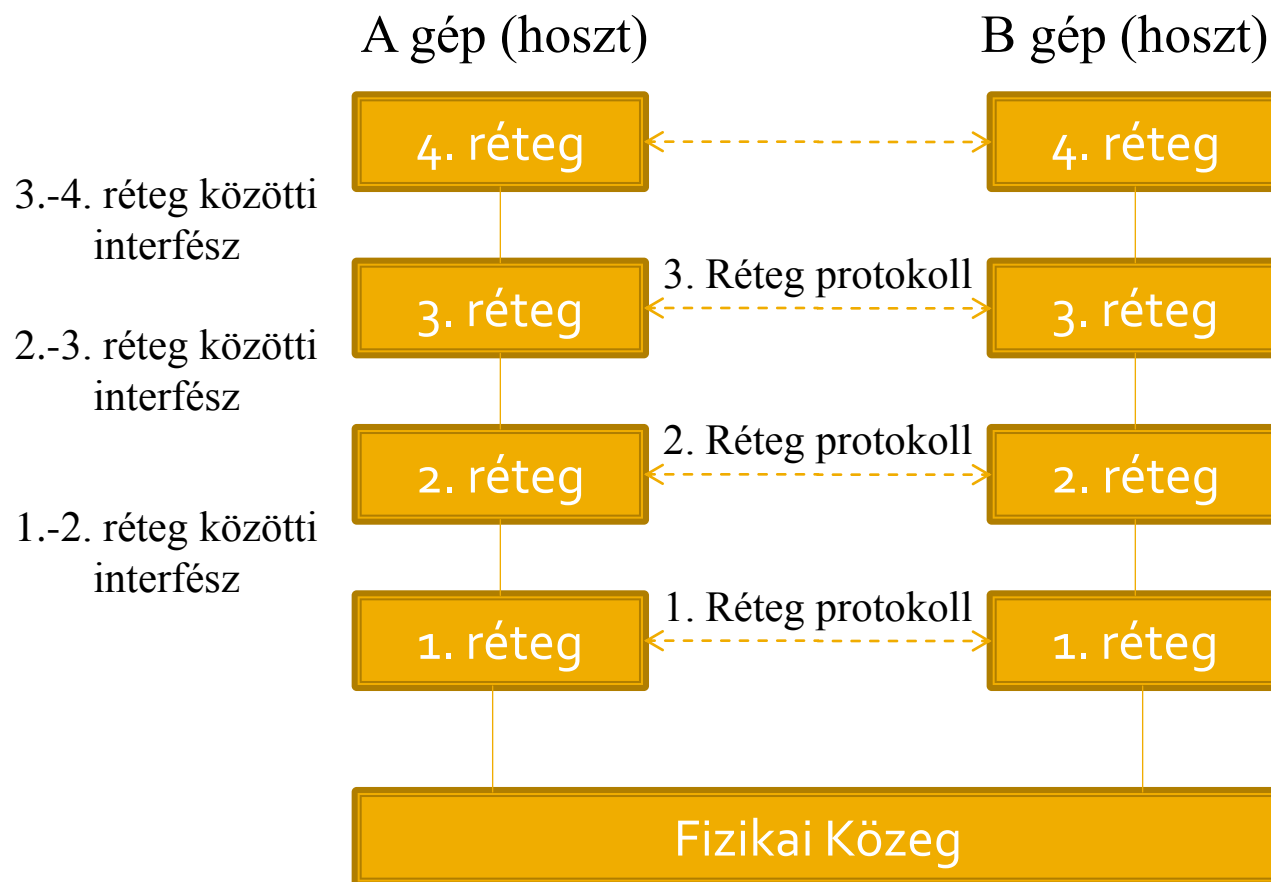 A gép (hoszt)
B gép (hoszt)
4. réteg
4. réteg
3.-4. réteg közötti
interfész
3. Réteg protokoll
3. réteg
3. réteg
2.-3. réteg közötti
interfész
2. Réteg protokoll
2. réteg
2. réteg
1.-2. réteg közötti
interfész
1. Réteg protokoll
1. réteg
1. réteg
Fizikai Közeg